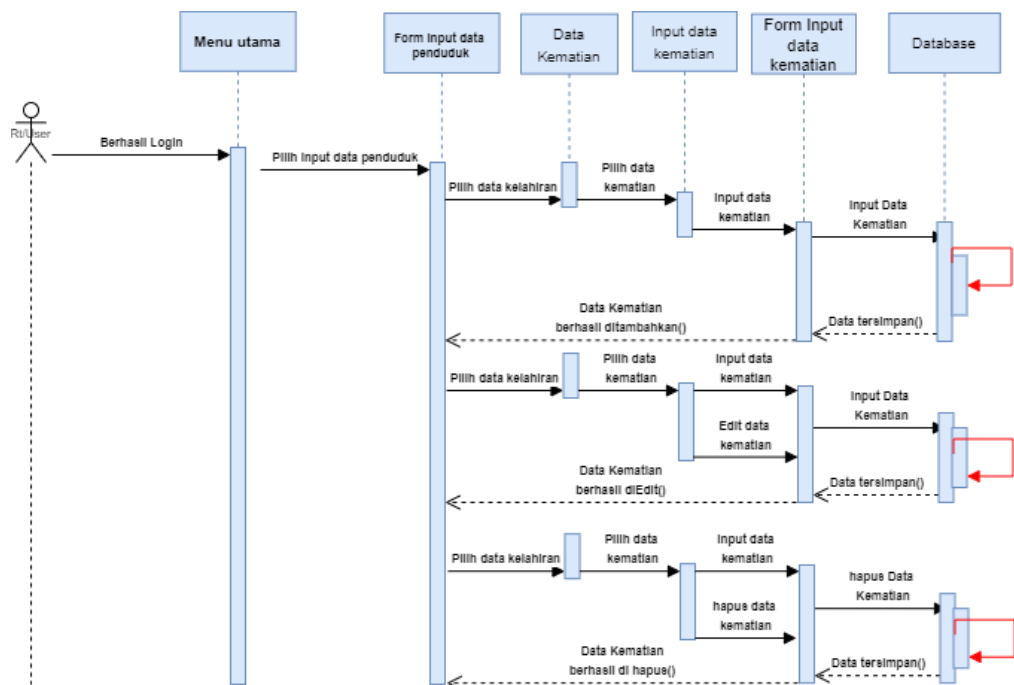 Menu utama
Form Input data
penduduk
Data
Kematian
Input data
kematian
Form Input
data
kematian
Database
Rt/User
Berhasil Login
Pilih Input data penduduk
Pilih data kelahiran
Pilih data
kematian
Input data
kematian
Input Data
Kematian
Data Kematian
berhasil ditambahkan()
Data tersimpan()
Pilih data kelahiran
Pilih data
kematian
Input data
kematian
Input Data
Kematian
Edit data
kematian
Data Kematian
berhasil diEdit()
Data tersimpan()
Pilih data kelahiran
Pilih data
kematian
Input data
kematian
hapus Data
Kematian
hapus data
kematian
Data Kematian
berhasil di hapus()
Data tersimpan()